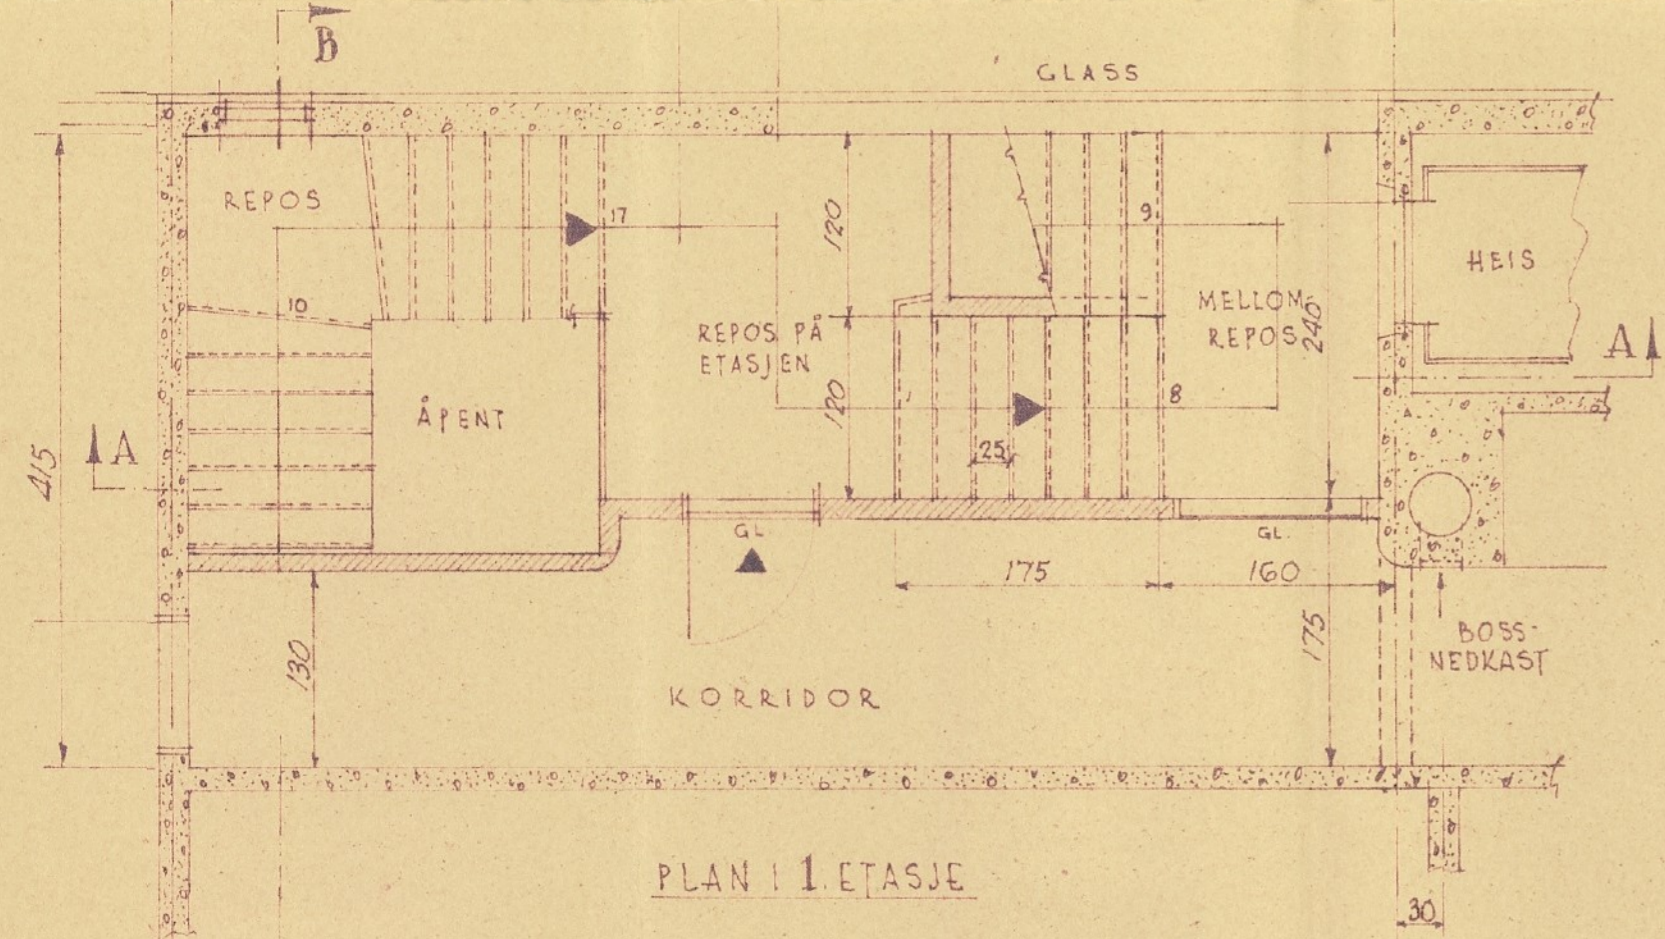 B
GLASS
REPOS
17
120
9
HEIS
10
MELLOM
REPOS
240
REPOS PÅ
ETASJEN
A
ÅPENT
120
8
A
415
25
GL
GL.
175
160
130
175
BOSS-
NEDKAST
KORRIDOR
PLAN I 1. ETASJE
30